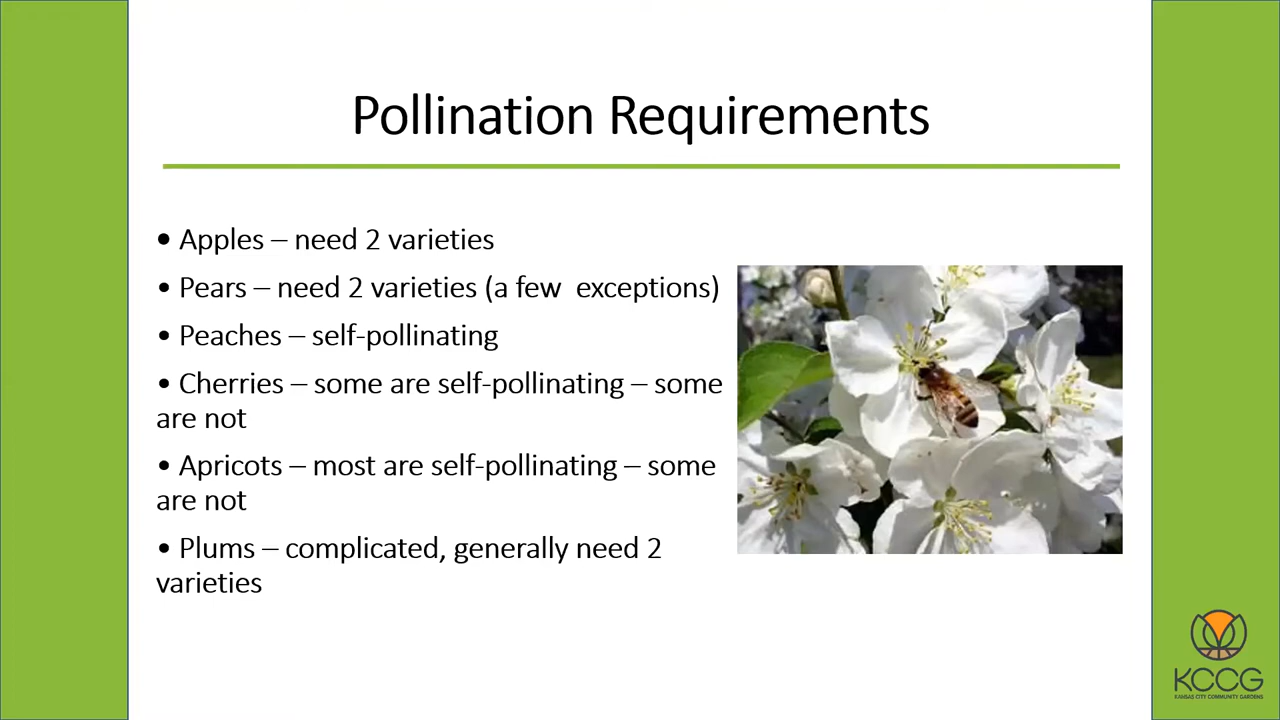 Pollination Requirements
• Apples – need 2 varieties
• Pears – need 2 varieties (a few  exceptions)
• Peaches – self-pollinating
• Cherries – some are self-pollinating – some
are not
• Apricots – most are self-pollinating – some
are not
• Plums – complicated, generally need 2
varieties
KCCG
KANSAS CITY COMMUNITY GARDENS